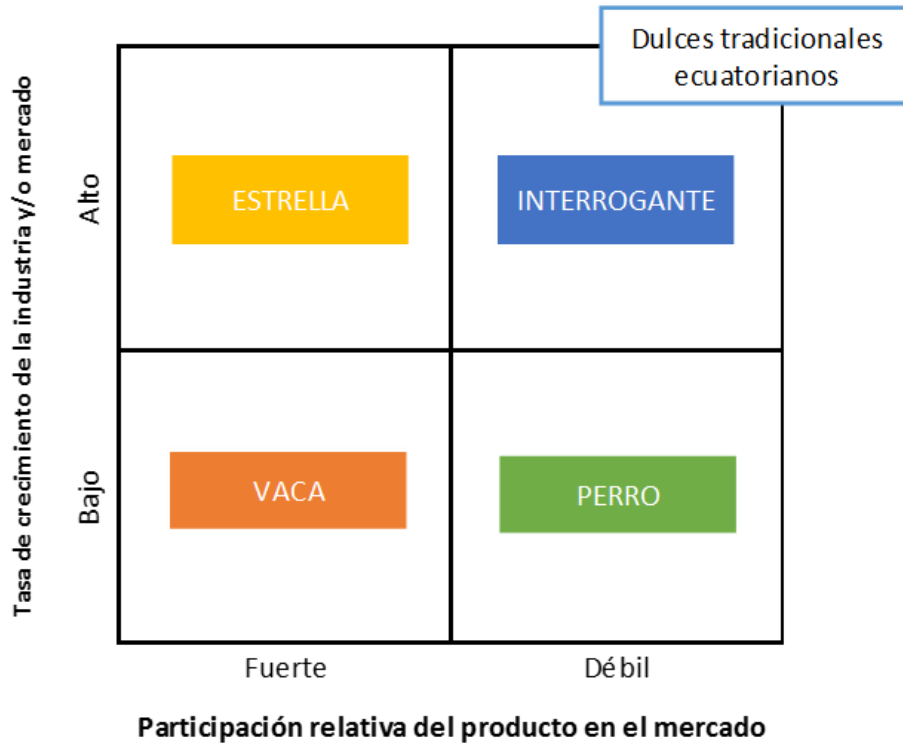 Dulces tradicionales
ecuatorianos
Tasa de crecimiento de la industria y/o mercado
Alto
ESTRELLA
INTERROGANTE
Bajo
VACA
PERRO
Fuerte
Débil
Participación relativa del producto en el mercado